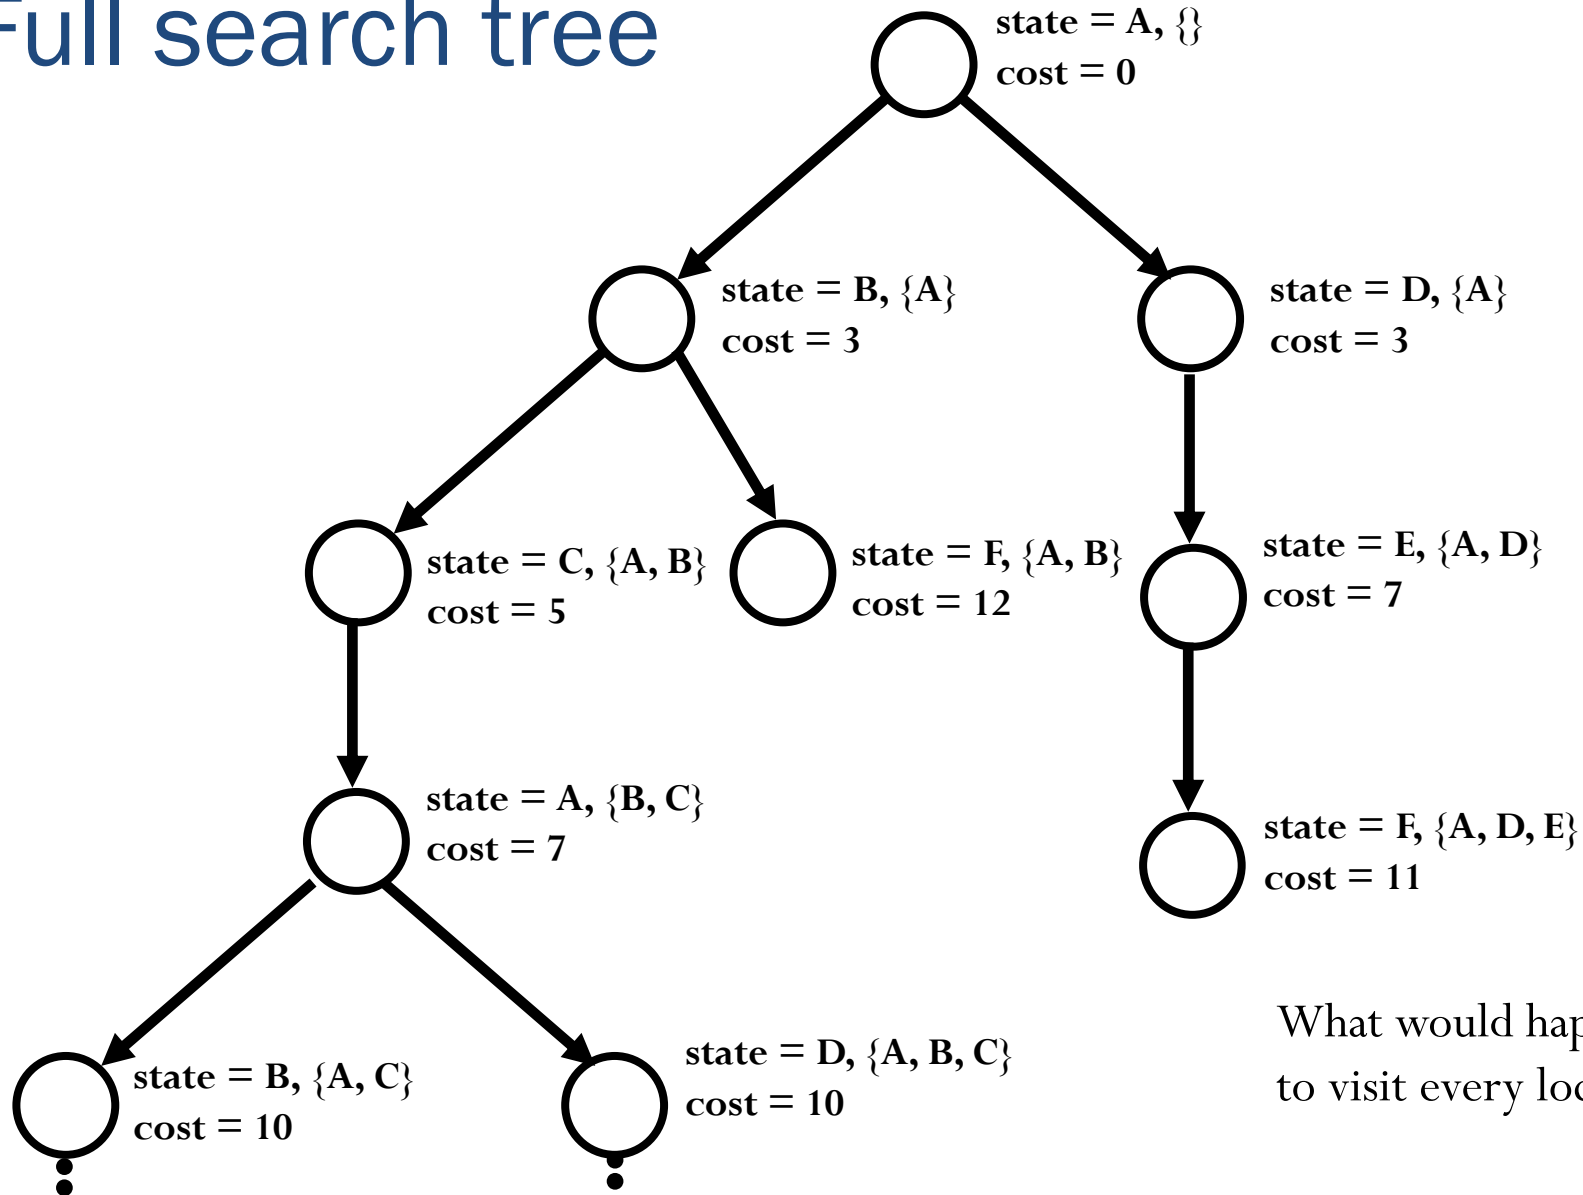 Full search tree
state = A, {}
cost = 0
state = B, {A}
cost = 3
state = D, {A}
cost = 3
state = C, {A, B}
cost = 5
state = F, {A, B}
cost = 12
state = E, {A, D}
cost = 7
state = A, {B, C}
cost = 7
state = F, {A, D, E}
cost = 11
What would
to visit every
state = B, {A, C}
cost = 10
state = D, {A, B, C}
cost = 10